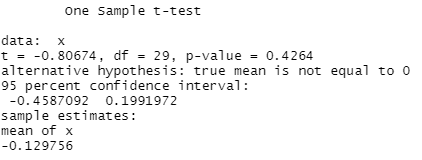 One Sample t-test
data: x
t = -0.80674, df = 29, p-value = 0.4264
alternative hypothesis: true mean is not equal to 0
95 percent confidence interval:
-0.4587092 0.1991972
sample estimates:
mean of x
-0.129756